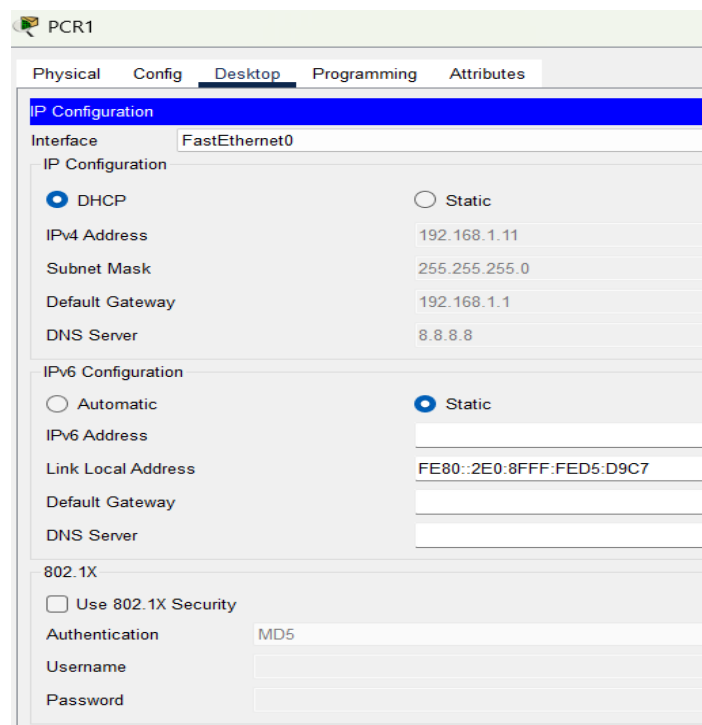 PCR1
Physical Config Desktop Programming Attributes
IP Configuration
Interface FastEthernet0
IP Configuration
DHCP Static
IPv4 Address 192.168.1.11
Subnet Mask 255.255.255.0
Default Gateway 192.168.1.1
DNS Server 8.8.8.8
IPv6 Configuration
Automatic Static
IPv6 Address
Link Local Address FE80::2E0:8FFF:FED5:D9C7
Default Gateway
DNS Server
802.1X
Use 802.1X Security
Authentication MD5
Username
Password